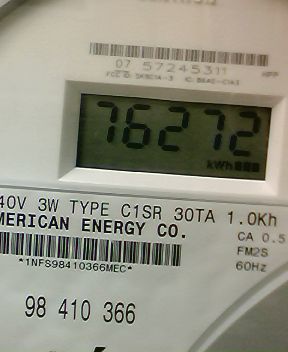 07 57245311
76272
kWh
40V 3W TYPE C1SR 30TA 1.0Kh
MERICAN ENERGY CO.
CA 0.5
FM2S
60Hz
*1NFS98410366MEC*
98 410 366